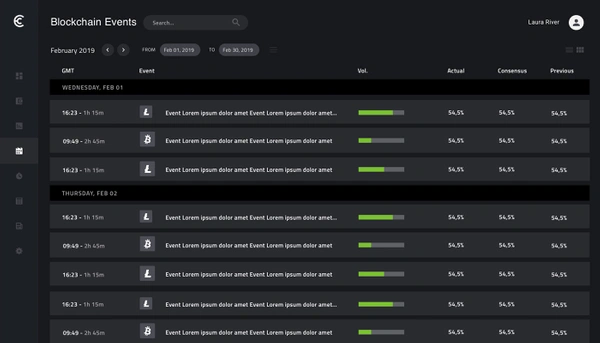 Blockchain Events
Search...
Laura River
February 2019
FROM Feb 01, 2019 TO Feb 30, 2019
GMT Event Vol. Actual Consensus Previous
WEDNESDAY, FEB 01
16:23 - 1h 15m Event Lorem ipsum dolor amet Event Lorem ipsum dolor amet... 54,5% 54,5% 54,5%
09:49 - 2h 45m Event Lorem ipsum dolor amet Event Lorem ipsum dolor amet 54,5% 54,5% 54,5%
16:23 - 1h 15m Event Lorem ipsum dolor amet Event Lorem ipsum dolor amet 54,5% 54,5% 54,5%
THURSDAY, FEB 02
16:23 - 1h 15m Event Lorem ipsum dolor amet Event Lorem ipsum dolor amet... 54,5% 54,5% 54,5%
09:49 - 2h 45m Event Lorem ipsum dolor amet Event Lorem ipsum dolor amet 54,5% 54,5% 54,5%
16:23 - 1h 15m Event Lorem ipsum dolor amet Event Lorem ipsum dolor amet 54,5% 54,5% 54,5%
16:23 - 1h 15m Event Lorem ipsum dolor amet Event Lorem ipsum dolor amet... 54,5% 54,5% 54,5%
09:49 - 2h 45m Event Lorem ipsum dolor amet Event Lorem ipsum dolor amet 54,5% 54,5% 54,5%